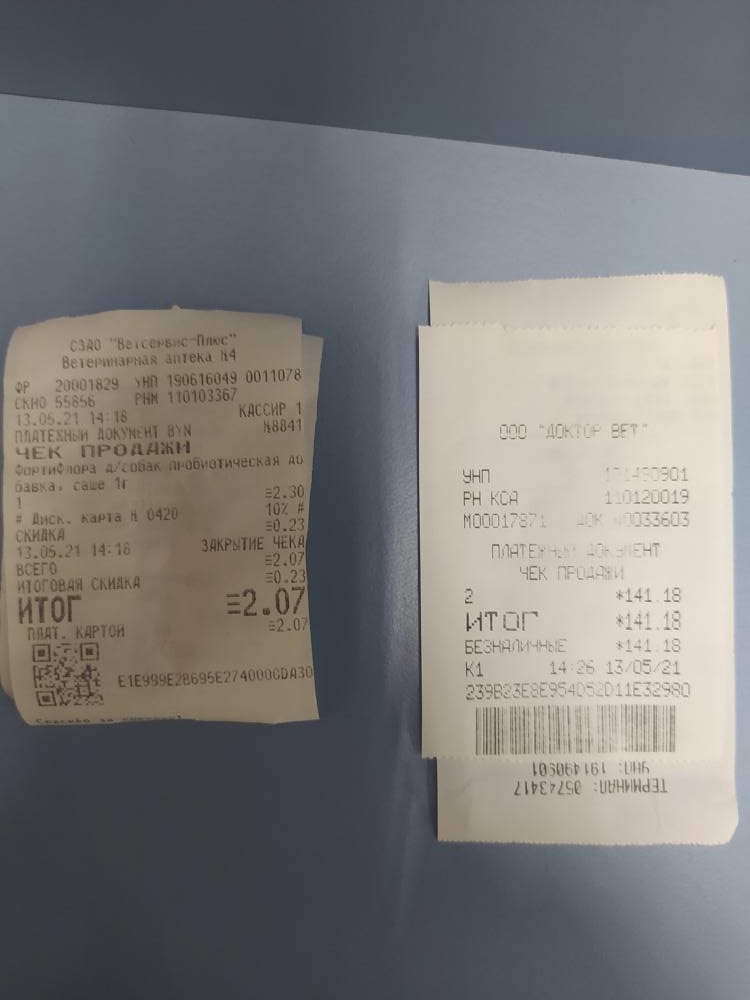 СЗАО "Ветсервис-Плюс"
Ветеринарная аптека №4
ФР 20001829 УНП 190616049 0011078
СКНО 55856 РНМ 110103367
13.05.21 14:18 КАССИР 1
ПЛАТЕЖНЫЙ ДОКУМЕНТ BYN №8841
ЧЕК ПРОДАЖИ
ФортиФлора д/собак пробиотическая до
бавка, саше 1г
1 =2.30
# Диск. карта N 0420 10% #
СКИДКА =0.23
13.05.21 14:18 ЗАКРЫТИЕ ЧЕКА
ВСЕГО =2.07
ИТОГОВАЯ СКИДКА =0.23
ИТОГ =2.07
ПЛАТ. КАРТОЙ =2.07
E1E999E28695E2740000DA30
ООО "ДОКТОР ВЕТ"
УНП 191490901
РН КСА 110120019
М00017871 ДОК №0033603
ПЛАТЕЖНЫЙ ДОКУМЕНТ
ЧЕК ПРОДАЖИ
2 *141.18
ИТОГ *141.18
БЕЗНАЛИЧНЫЕ *141.18
К1 14:26 13/05/21
239B23E8E954D52D11E32980
УНП: 191490901
ТЕРМИНАЛ: 05743417